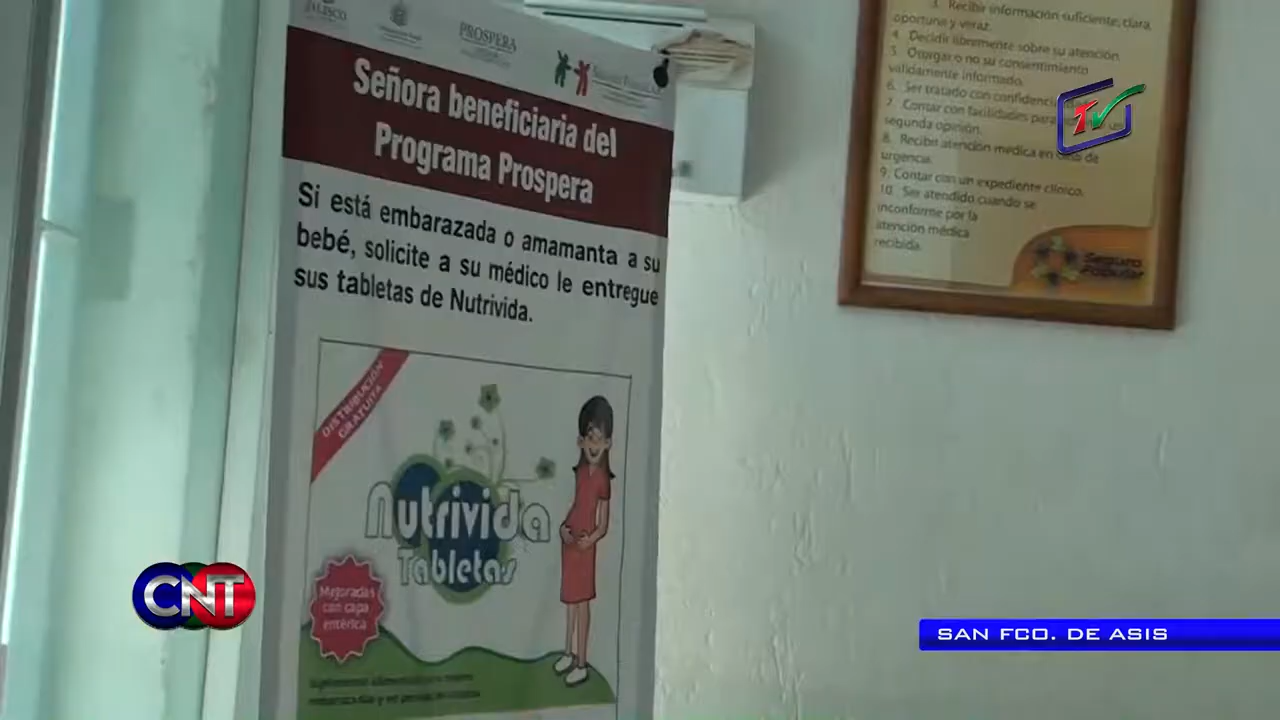 JALISCO
PROSPERA
Señora beneficiaria del
Programa Prospera
Si está embarazada o amamanta a su
bebé, solicite a su médico le entregue
sus tabletas de Nutrivida.
DISTRIBUCIÓN
GRATUITA
Nutrivida
Tabletas
Mejoradas
con capa
entérica
3. Recibir información suficiente, clara,
oportuna y veraz.
4. Decidir libremente sobre su atención.
5. Otorgar o no su consentimiento
válidamente informado.
6. Ser tratado con
7. Contar con facilidades para
segunda opinión.
8. Recibir atención médica en caso de
urgencia.
9. Contar con un expediente clínico.
10. Ser atendido cuando se
inconforme por la
atención médica
recibida.
Seguro
Popular
TV
CNT
SAN FCO. DE ASIS